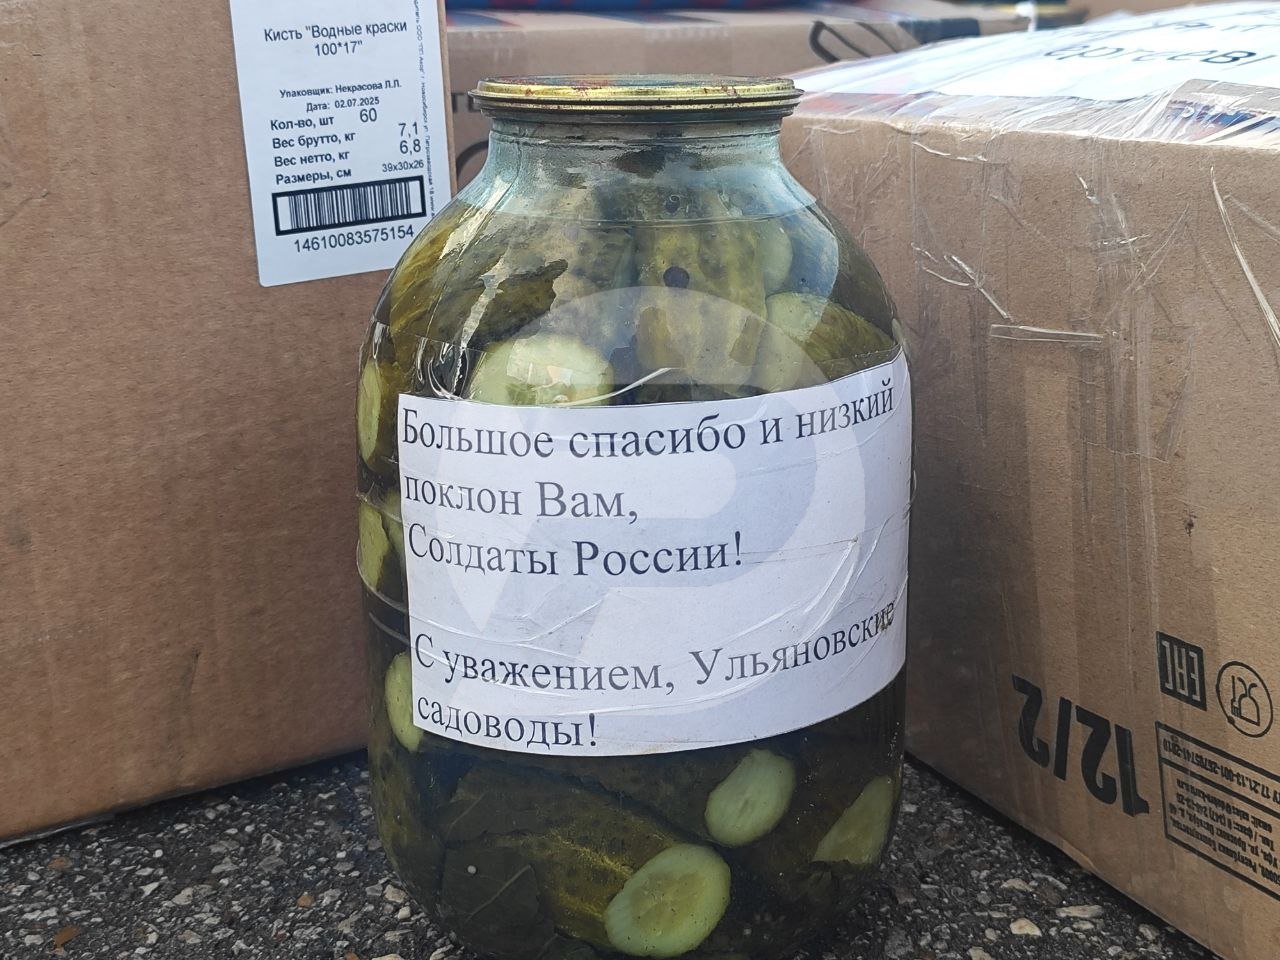 Кисть "Водные краски
100*17"
Упаковщик: Некрасова Л.Л.
Дата: 02.07.2025
Кол-во, шт 60
Вес брутто, кг 7,1
Вес нетто, кг 6,8
Размеры, см 39x30x26
14610083575154
Большое спасибо и низкий
поклон Вам,
Солдаты России!
С уважением, Ульяновские
садоводы!
EAC
12/2